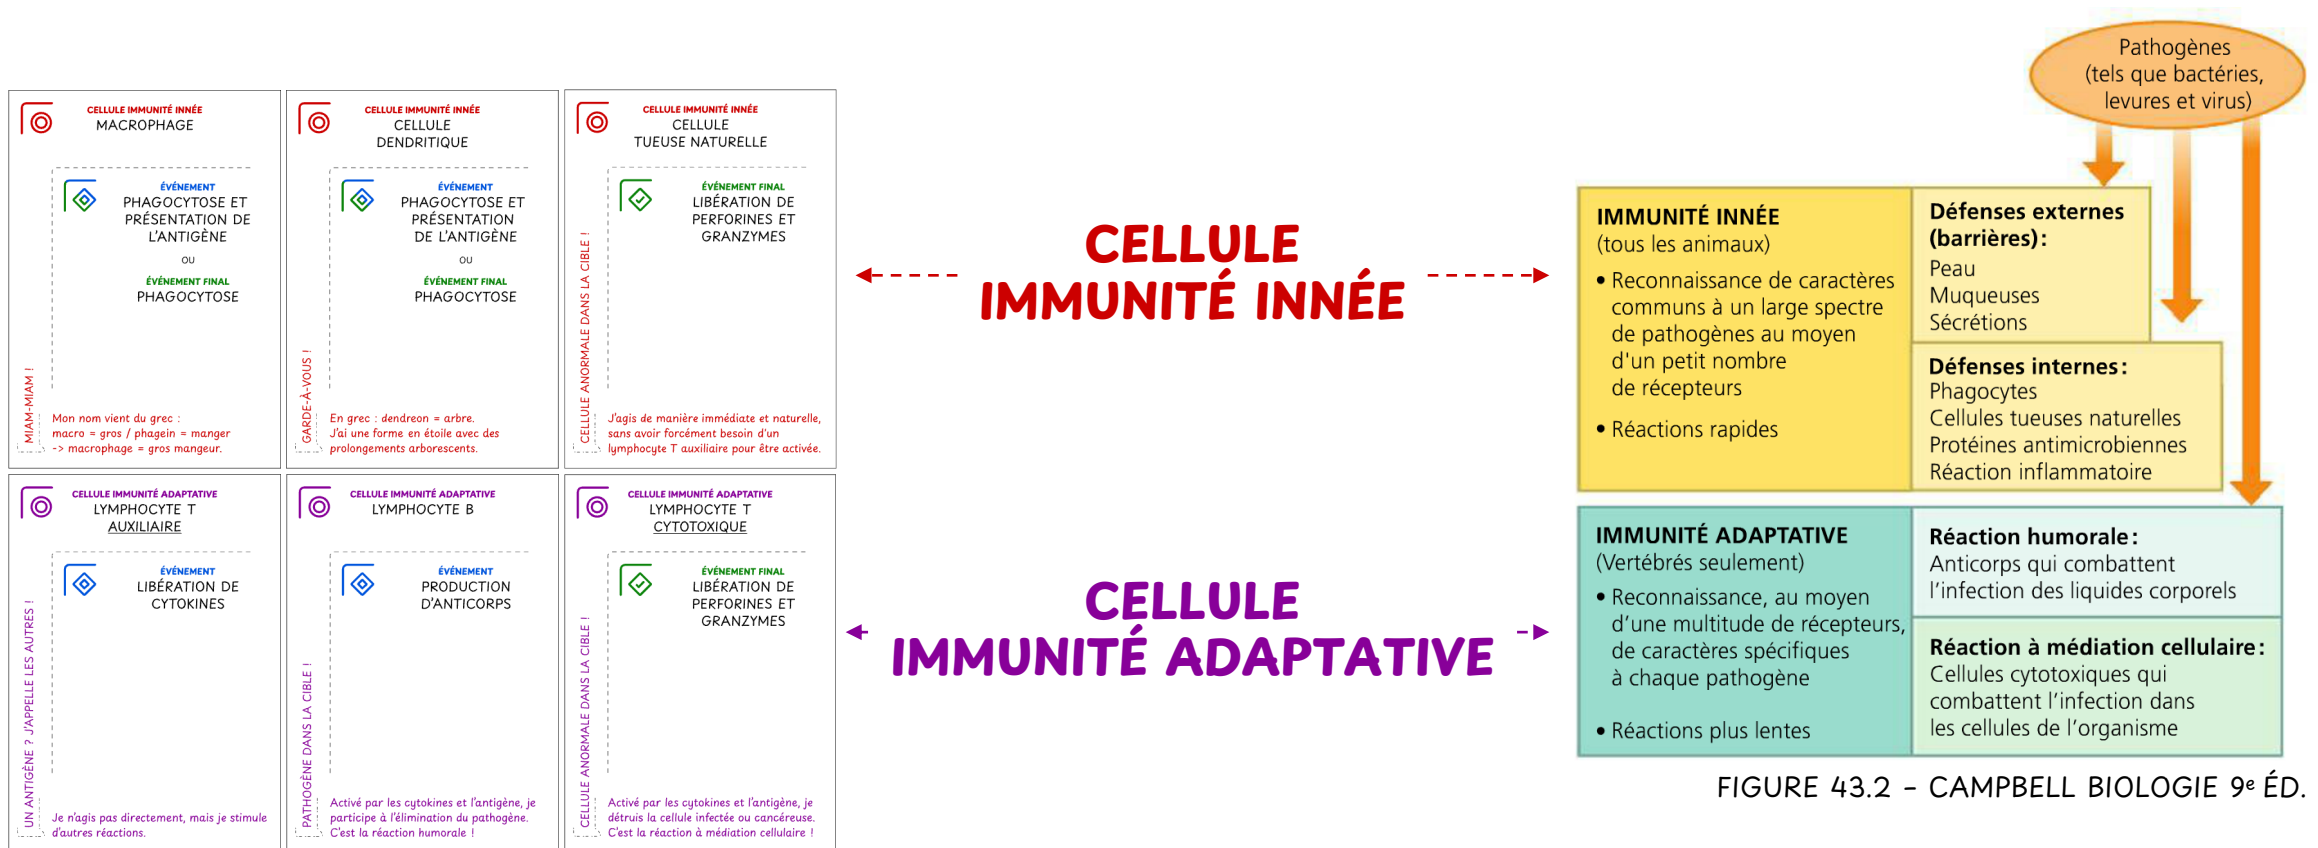 CELLULE IMMUNITÉ INNÉE
MACROPHAGE
ÉVÉNEMENT
PHAGOCYTOSE ET
PRÉSENTATION DE
L'ANTIGÈNE
OU
ÉVÉNEMENT FINAL
PHAGOCYTOSE
MIAM-MIAM !
Mon nom vient du grec :
macro = gros / phagein = manger
-> macrophage = gros mangeur.
CELLULE IMMUNITÉ INNÉE
CELLULE
DENDRITIQUE
ÉVÉNEMENT
PHAGOCYTOSE ET
PRÉSENTATION
DE L'ANTIGÈNE
OU
ÉVÉNEMENT FINAL
PHAGOCYTOSE
GARDE-À-VOUS !
En grec : dendreon = arbre.
J'ai une forme en étoile avec des
prolongements arborescents.
CELLULE IMMUNITÉ INNÉE
CELLULE
TUEUSE NATURELLE
ÉVÉNEMENT FINAL
LIBÉRATION DE
PERFORINES ET
GRANZYMES
CELLULE ANORMALE DANS LA CIBLE !
J'agis de manière immédiate et naturelle,
sans avoir forcément besoin d'un
lymphocyte T auxiliaire pour être activée.
CELLULE IMMUNITÉ ADAPTATIVE
LYMPHOCYTE T
AUXILIAIRE
ÉVÉNEMENT
LIBÉRATION DE
CYTOKINES
UN ANTIGÈNE ? J'APPELLE LES AUTRES !
Je n'agis pas directement, mais je stimule
d'autres réactions.
CELLULE IMMUNITÉ ADAPTATIVE
LYMPHOCYTE B
ÉVÉNEMENT
PRODUCTION
D'ANTICORPS
PATHOGÈNE DANS LA CIBLE !
Activé par les cytokines et l'antigène, je
participe à l'élimination du pathogène.
C'est la réaction humorale !
CELLULE IMMUNITÉ ADAPTATIVE
LYMPHOCYTE T
CYTOTOXIQUE
ÉVÉNEMENT FINAL
LIBÉRATION DE
PERFORINES ET
GRANZYMES
CELLULE ANORMALE DANS LA CIBLE !
Activé par les cytokines et l'antigène, je
détruis la cellule infectée ou cancéreuse.
C'est la réaction à médiation cellulaire !
CELLULE
IMMUNITÉ INNÉE
CELLULE
IMMUNITÉ ADAPTATIVE
Pathogènes
(tels que bactéries,
levures et virus)
IMMUNITÉ INNÉE
(tous les animaux)
• Reconnaissance de caractères
communs à un large spectre
de pathogènes au moyen
d'un petit nombre
de récepteurs
• Réactions rapides
Défenses externes
(barrières) :
Peau
Muqueuses
Sécrétions
Défenses internes :
Phagocytes
Cellules tueuses naturelles
Protéines antimicrobiennes
Réaction inflammatoire
IMMUNITÉ ADAPTATIVE
(Vertébrés seulement)
• Reconnaissance, au moyen
d'une multitude de récepteurs,
de caractères spécifiques
à chaque pathogène
• Réactions plus lentes
Réaction humorale :
Anticorps qui combattent
l'infection des liquides corporels
Réaction à médiation cellulaire :
Cellules cytotoxiques qui
combattent l'infection dans
les cellules de l'organisme
FIGURE 43.2 - CAMPBELL BIOLOGIE 9e ÉD.